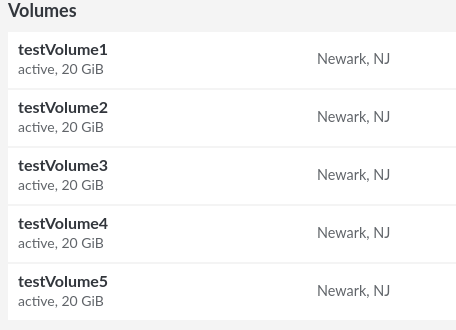 Volumes
testVolume1
active, 20 GiB
Newark, NJ
testVolume2
active, 20 GiB
Newark, NJ
testVolume3
active, 20 GiB
Newark, NJ
testVolume4
active, 20 GiB
Newark, NJ
testVolume5
active, 20 GiB
Newark, NJ